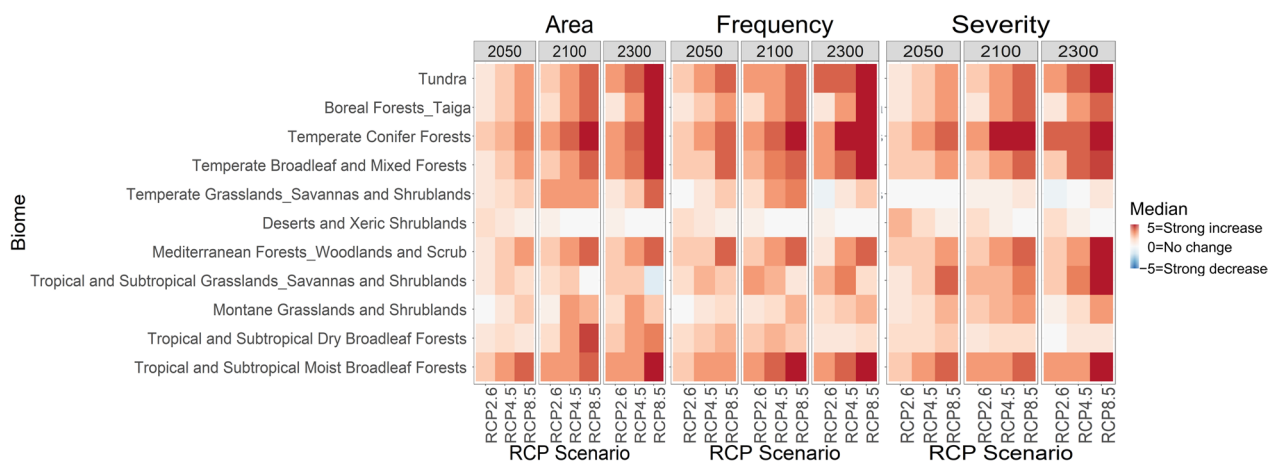 Area Frequency Severity
2050 2100 2300 2050 2100 2300 2050 2100 2300
Biome
Tundra
Boreal Forests_Taiga
Temperate Conifer Forests
Temperate Broadleaf and Mixed Forests
Temperate Grasslands_Savannas and Shrublands
Deserts and Xeric Shrublands
Mediterranean Forests_Woodlands and Scrub
Tropical and Subtropical Grasslands_Savannas and Shrublands
Montane Grasslands and Shrublands
Tropical and Subtropical Dry Broadleaf Forests
Tropical and Subtropical Moist Broadleaf Forests
Median
5=Strong increase
0=No change
−5=Strong decrease
RCP2.6 RCP4.5 RCP8.5 RCP2.6 RCP4.5 RCP8.5 RCP2.6 RCP4.5 RCP8.5 RCP2.6 RCP4.5 RCP8.5 RCP2.6 RCP4.5 RCP8.5 RCP2.6 RCP4.5 RCP8.5 RCP2.6 RCP4.5 RCP8.5 RCP2.6 RCP4.5 RCP8.5 RCP2.6 RCP4.5 RCP8.5
RCP Scenario RCP Scenario RCP Scenario